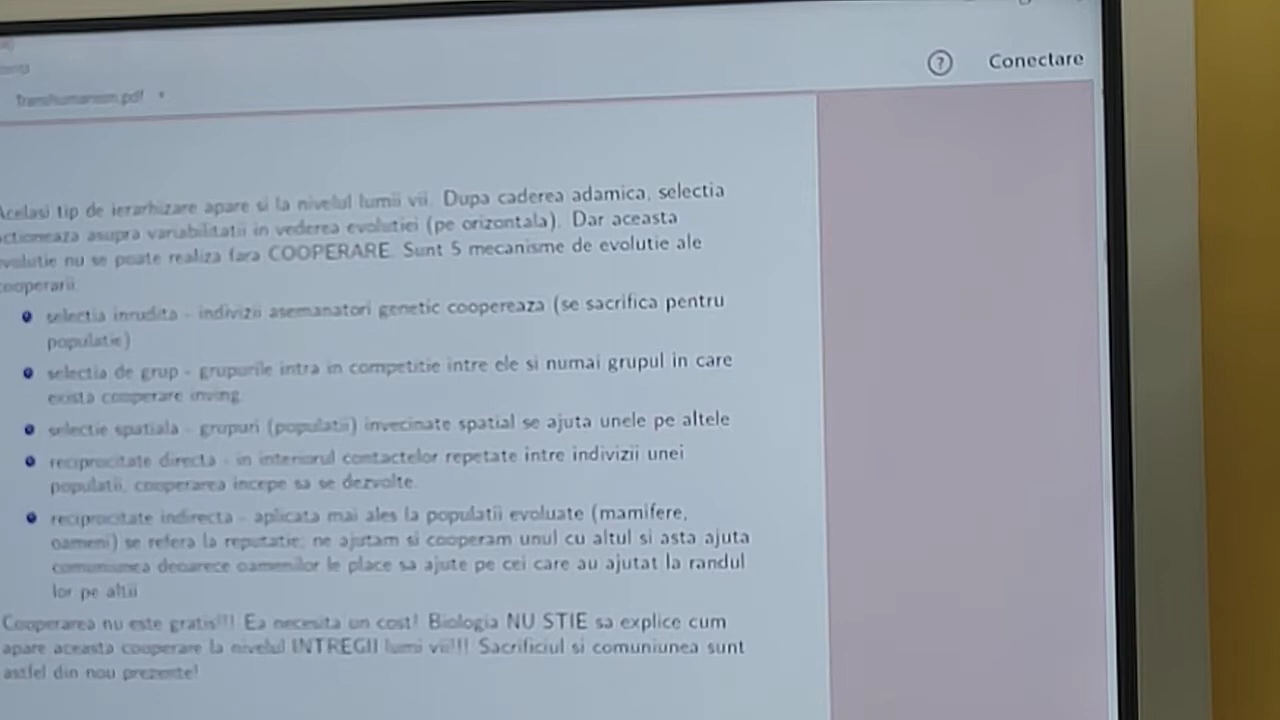 Conectare
Transhumanism.pdf
Acelasi tip de ierarhizare apare si la nivelul lumii vii. Dupa caderea adamica, selectia
actioneaza asupra variabilitatii in vederea evolutiei (pe orizontala). Dar aceasta
evolutie nu se poate realiza fara COOPERARE. Sunt 5 mecanisme de evolutie ale
cooperarii:
selectia inrudita - indivizii asemanatori genetic coopereaza (se sacrifica pentru
populatie)
selectia de grup - grupurile intra in competitie intre ele si numai grupul in care
exista cooperare inving
selectie spatiala - grupuri (populatii) invecinate spatial se ajuta unele pe altele
reciprocitate directa - in interiorul contactelor repetate intre indivizii unei
populatii, cooperarea incepe sa se dezvolte.
reciprocitate indirecta - aplicata mai ales la populatii evoluate (mamifere,
oameni) se refera la reputatie; ne ajutam si cooperam unul cu altul si asta ajuta
comuniunea deoarece oamenilor le place sa ajute pe cei care au ajutat la randul
lor pe altii
Cooperarea nu este gratis!!! Ea necesita un cost! Biologia NU STIE sa explice cum
apare aceasta cooperare la nivelul INTREGII lumi vii!!! Sacrificiul si comuniunea sunt
astfel din nou prezente!